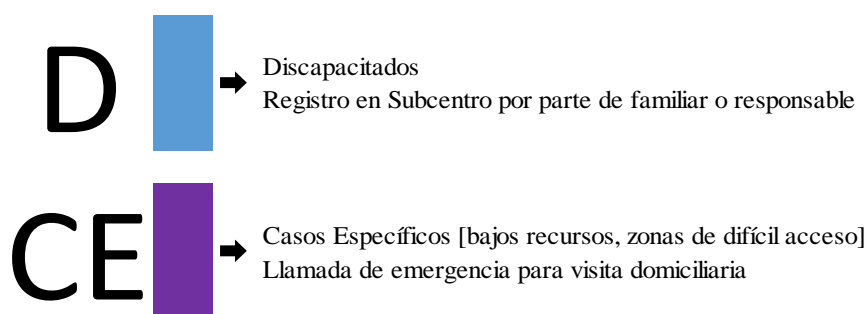 D
Discapacitados
Registro en Subcentro por parte de familiar o responsable
CE
Casos Específicos [bajos recursos, zonas de difícil acceso]
Llamada de emergencia para visita domiciliaria